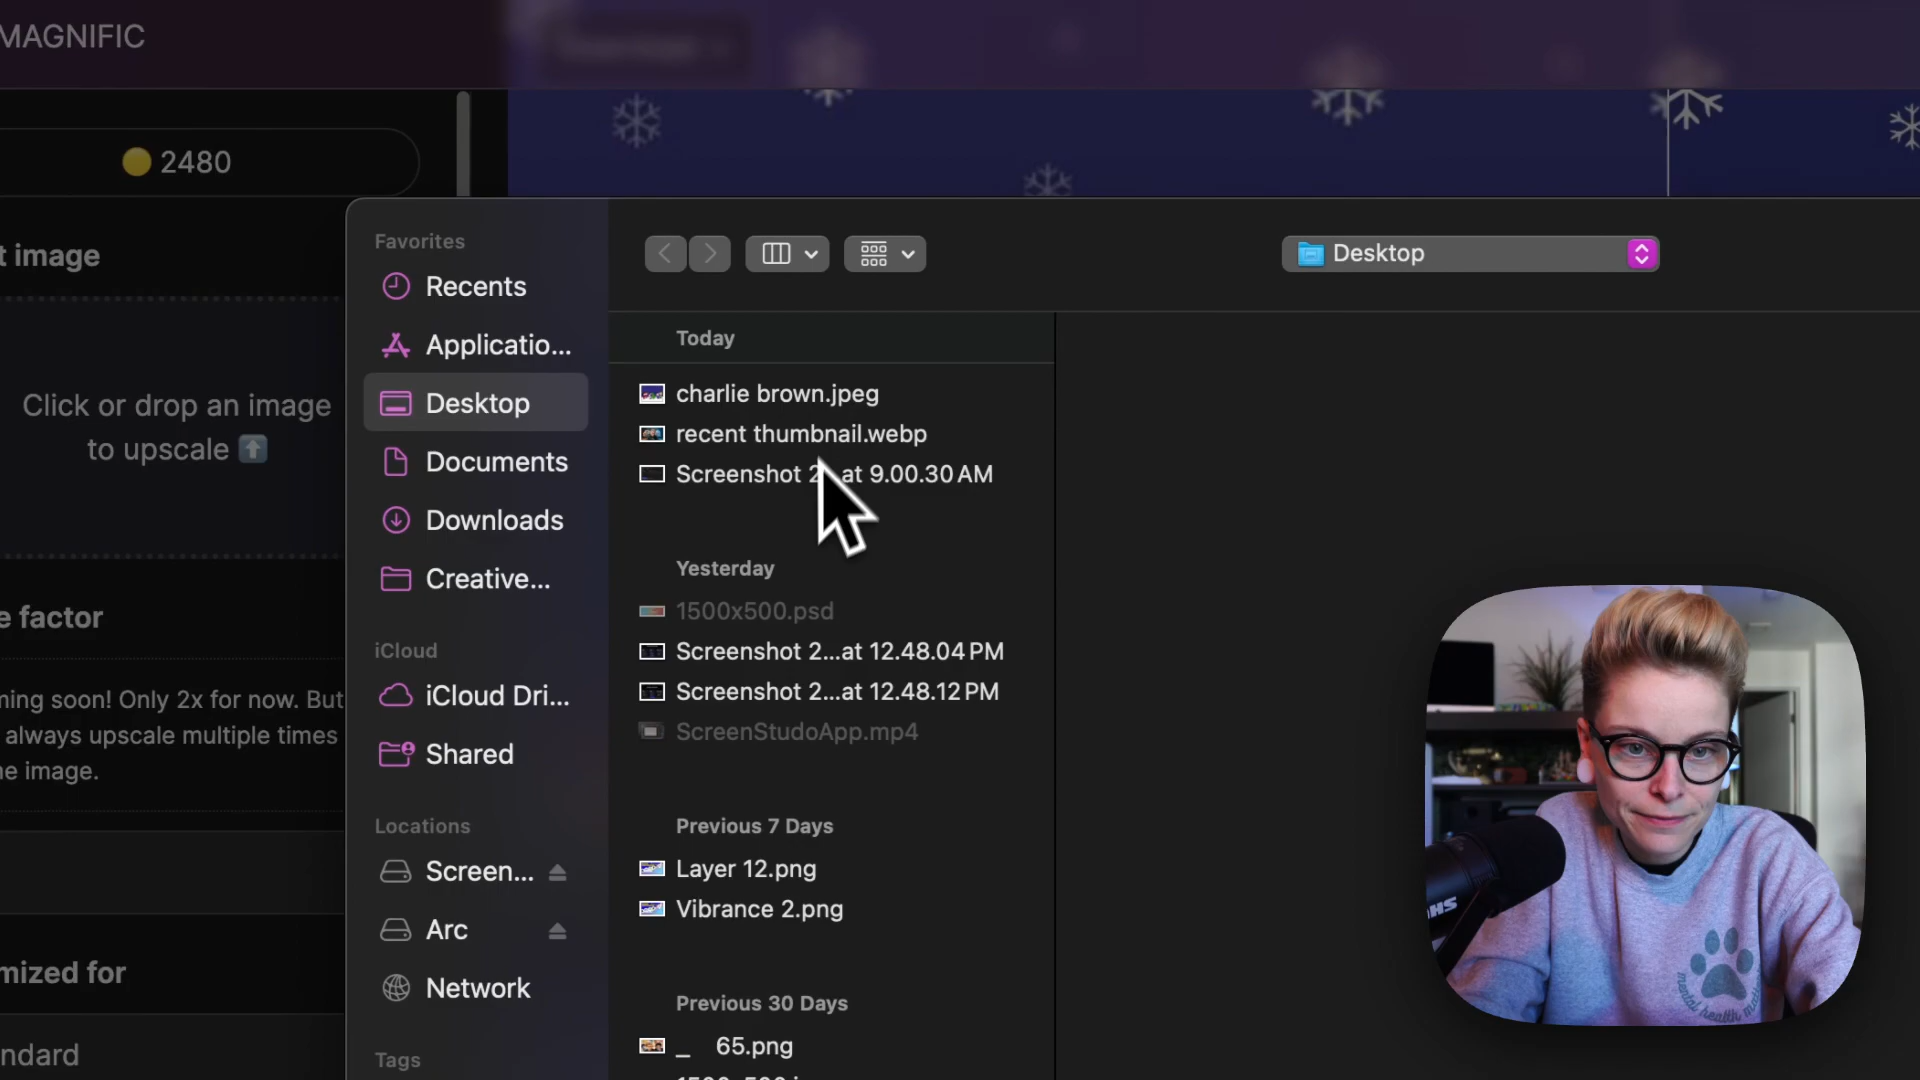 MAGNIFIC
2480
t image
Click or drop an image
to upscale
e factor
ming soon! Only 2x for now. But
always upscale multiple times
ne image.
mized for
ndard
Favorites
Recents
Applicatio...
Desktop
Documents
Downloads
Creative...
iCloud
iCloud Dri...
Shared
Locations
Screen...
Arc
Network
Tags
Desktop
Today
charlie brown.jpeg
recent thumbnail.webp
Screenshot 2...at 9.00.30 AM
Yesterday
1500x500.psd
Screenshot 2...at 12.48.04 PM
Screenshot 2...at 12.48.12 PM
ScreenStudoApp.mp4
Previous 7 Days
Layer 12.png
Vibrance 2.png
Previous 30 Days
_ 65.png
mental health